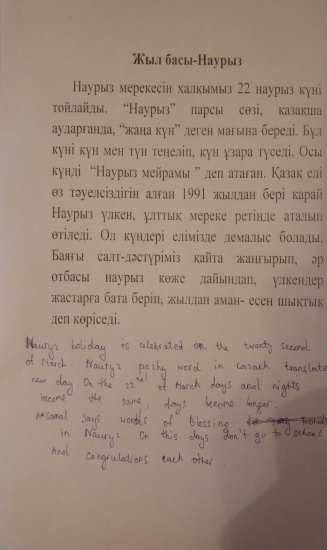 Жыл басы-Наурыз
Наурыз мерекесін халқымыз 22 наурыз күні
тойлайды. “Наурыз” парсы сөзі, қазақша
аударғанда, “жаңа күн” деген мағына береді. Бұл
күні күн мен түн теңеліп, күн ұзара түседі. Осы
күнді “Наурыз мейрамы ” деп атаған. Қазақ елі
өз тәуелсіздігін алған 1991 жылдан бері қарай
Наурыз үлкен, ұлттық мереке ретінде аталып
өтіледі. Ол күндері елімізде демалыс болады.
Баяғы салт-дәстүріміз қайта жаңғырып, әр
отбасы наурыз көже дайындап, үлкендер
жастарға бата беріп, жылдан аман- есен шықтық
деп көріседі.
Nauryz holiday is celebrated on the twenty second
of March Nauryz parzhy word in kazakh translate
new day On the 22nd of March days and nights
become the same, days become longer.
Aksakal says words of blessing
in Nauryz On this days don't go to school
And congrulations each other